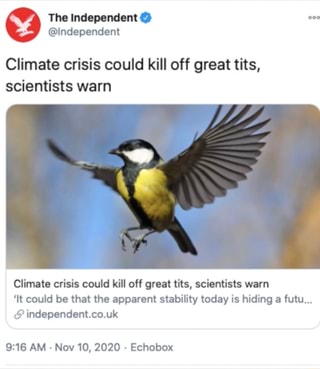 The Independent
@Independent
Climate crisis could kill off great tits,
scientists warn
Climate crisis could kill off great tits, scientists warn
'It could be that the apparent stability today is hiding a futu...
independent.co.uk
9:16 AM · Nov 10, 2020 · Echobox